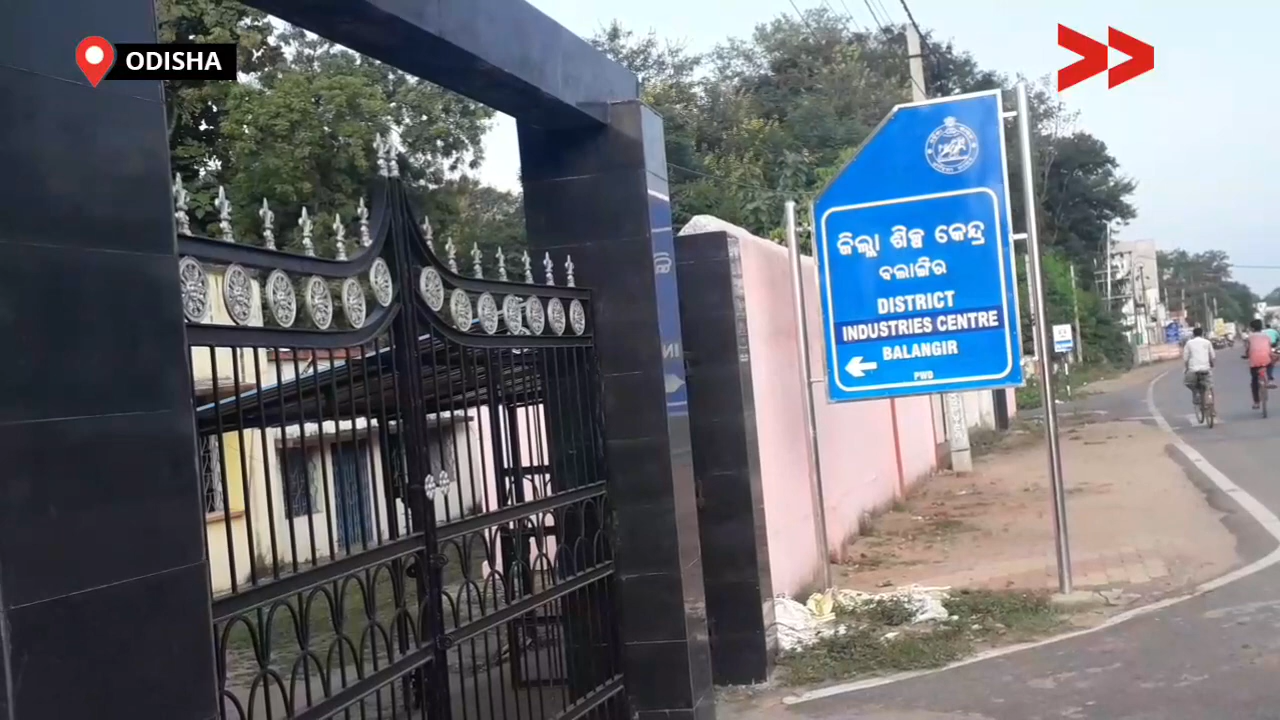 ODISHA
ଜିଲ୍ଲା ଶିଳ୍ପ କେନ୍ଦ୍ର
ବଲାଙ୍ଗିର
DISTRICT
INDUSTRIES CENTRE
BALANGIR
PWD